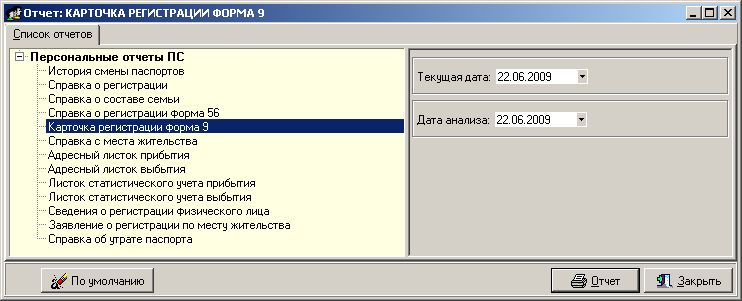 Отчет: КАРТОЧКА РЕГИСТРАЦИИ ФОРМА 9
Список отчетов
Персональные отчеты ПС
История смены паспортов
Справка о регистрации
Справка о составе семьи
Справка о регистрации Форма 56
Карточка регистрации Форма 9
Справка с места жительства
Адресный листок прибытия
Адресный листок выбытия
Листок статистического учета прибытия
Листок статистического учета выбытия
Сведения о регистрации физического лица
Заявление о регистрации по месту жительства
Справка об утрате паспорта
Текущая дата: 22.06.2009
Дата анализа: 22.06.2009
По умолчанию
Отчет
Закрыть